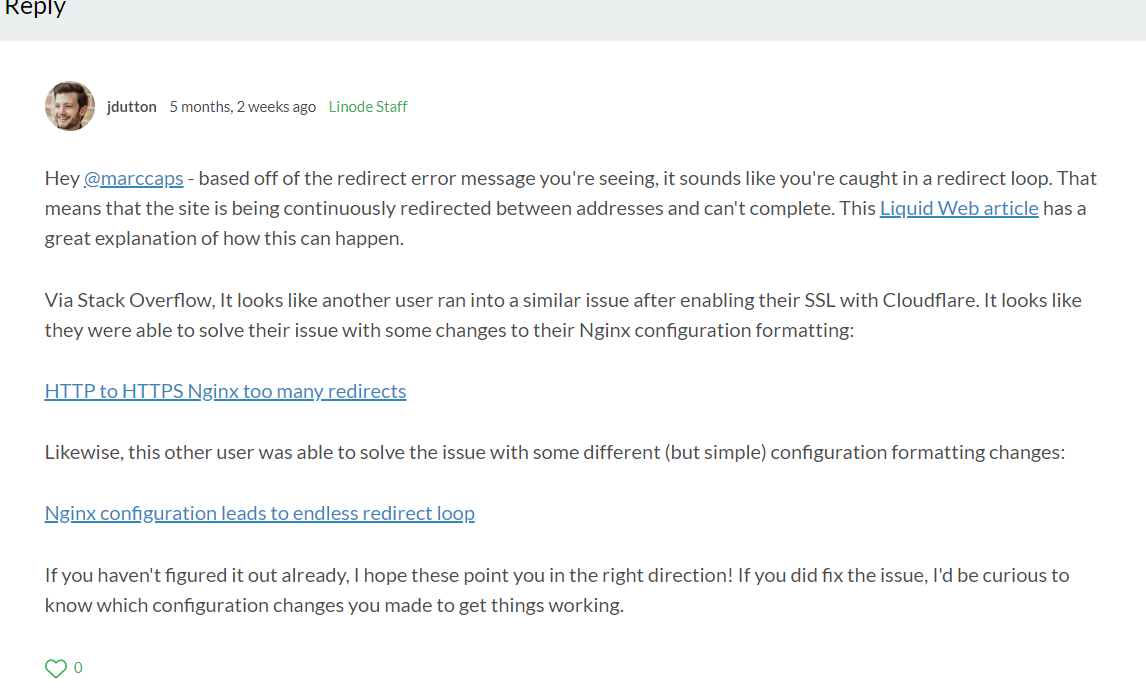 Reply
jdutton 5 months, 2 weeks ago Linode Staff
Hey @marccaps - based off of the redirect error message you're seeing, it sounds like you're caught in a redirect loop. That
means that the site is being continuously redirected between addresses and can't complete. This Liquid Web article has a
great explanation of how this can happen.
Via Stack Overflow, It looks like another user ran into a similar issue after enabling their SSL with Cloudflare. It looks like
they were able to solve their issue with some changes to their Nginx configuration formatting:
HTTP to HTTPS Nginx too many redirects
Likewise, this other user was able to solve the issue with some different (but simple) configuration formatting changes:
Nginx configuration leads to endless redirect loop
If you haven't figured it out already, I hope these point you in the right direction! If you did fix the issue, I'd be curious to
know which configuration changes you made to get things working.
0